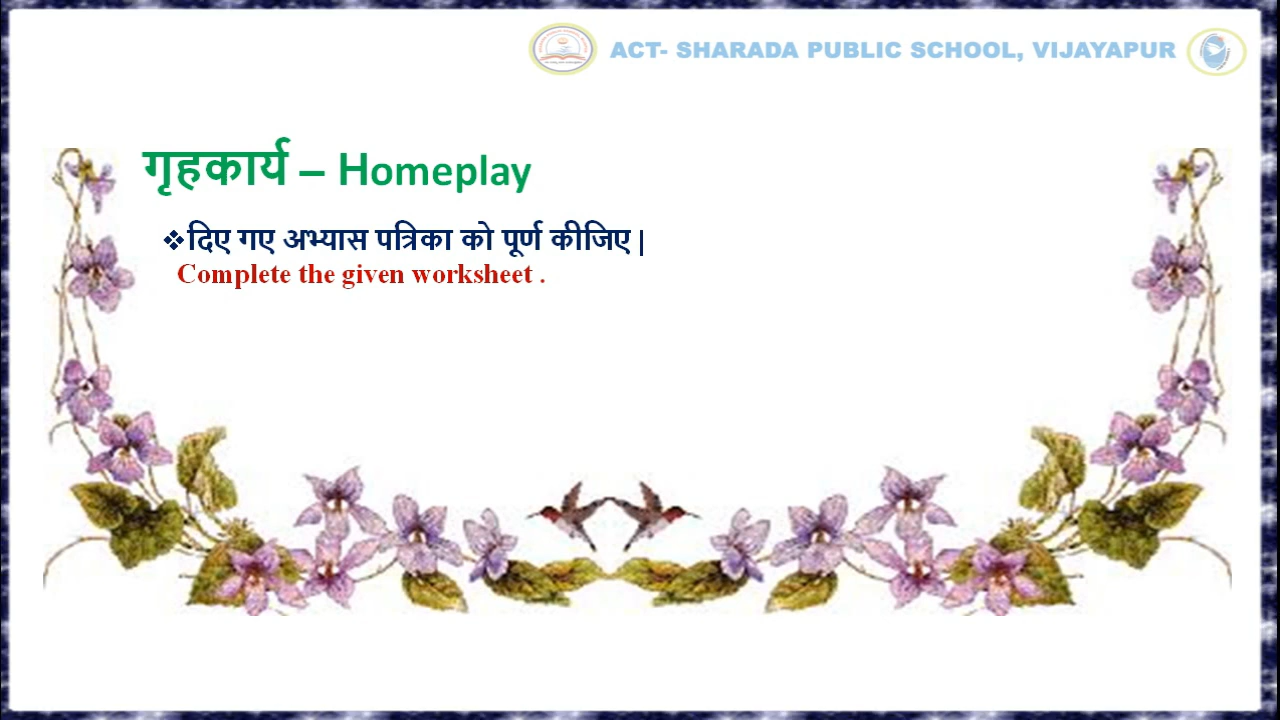 ACT- SHARADA PUBLIC SCHOOL, VIJAYAPUR
गृहकार्य – Homeplay
❖दिए गए अभ्यास पत्रिका को पूर्ण कीजिए |
Complete the given worksheet .